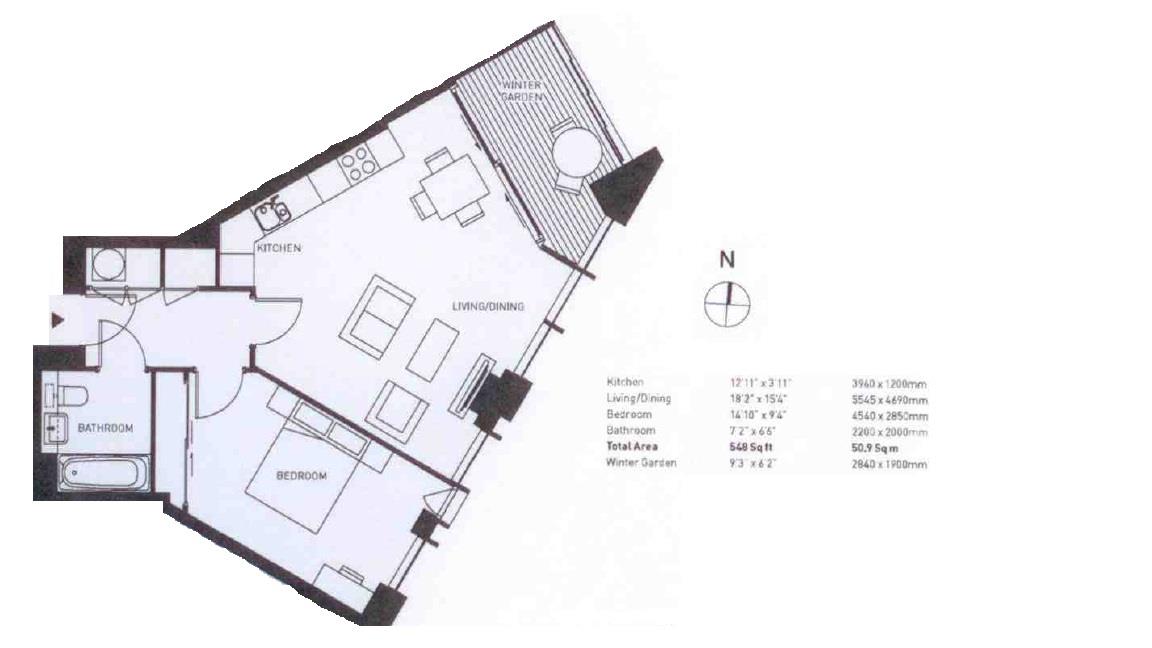 WINTER
GARDEN
KITCHEN
LIVING/DINING
BATHROOM
BEDROOM
N
Kitchen 12'11" x 3'11" 3960 x 1200mm
Living/Dining 18'2" x 15'4" 5545 x 4690mm
Bedroom 14'10" x 9'4" 4540 x 2850mm
Bathroom 7'2" x 6'6" 2200 x 2000mm
Total Area 548 Sq ft 50.9 Sq m
Winter Garden 9'3" x 6'2" 2840 x 1900mm